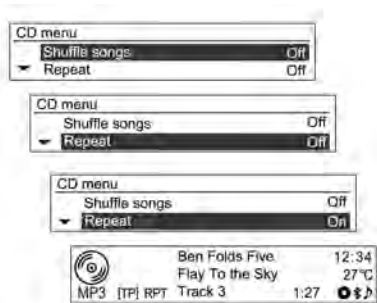 CD menu
Shuffle songs Off
Repeat Off
CD menu
Shuffle songs Off
Repeat Off
CD menu
Shuffle songs Off
Repeat On
Ben Folds Five 12:34
Flay To the Sky 27°C
MP3 [TP] RPT Track 3 1:27